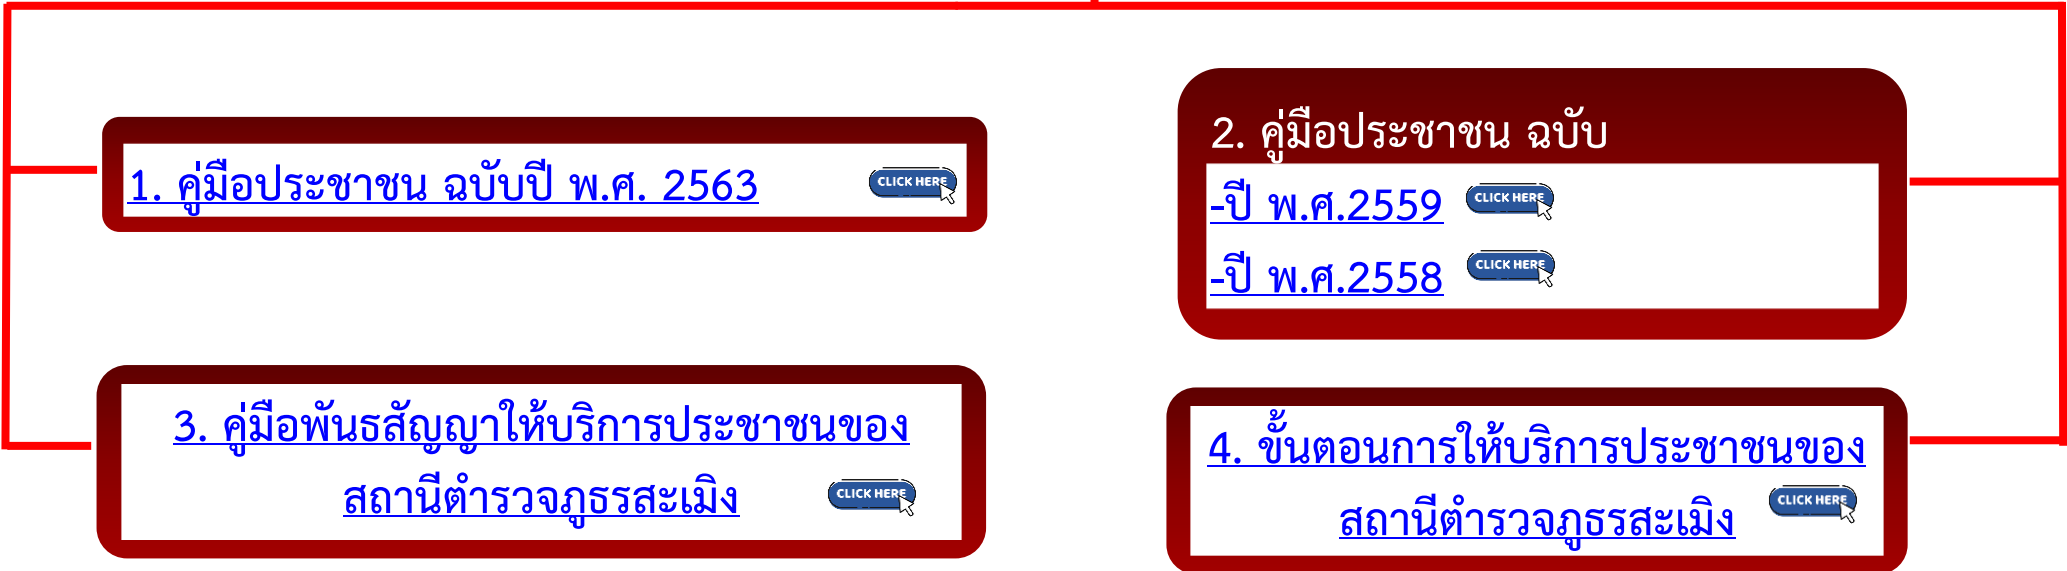 1. คู่มือประชาชน ฉบับปี พ.ศ. 2563
CLICK HERE
2. คู่มือประชาชน ฉบับ
-ปี พ.ศ.2559
CLICK HERE
-ปี พ.ศ.2558
CLICK HERE
3. คู่มือพันธสัญญาให้บริการประชาชนของ
สถานีตำรวจภูธรสะเมิง
CLICK HERE
4. ขั้นตอนการให้บริการประชาชนของ
สถานีตำรวจภูธรสะเมิง
CLICK HERE